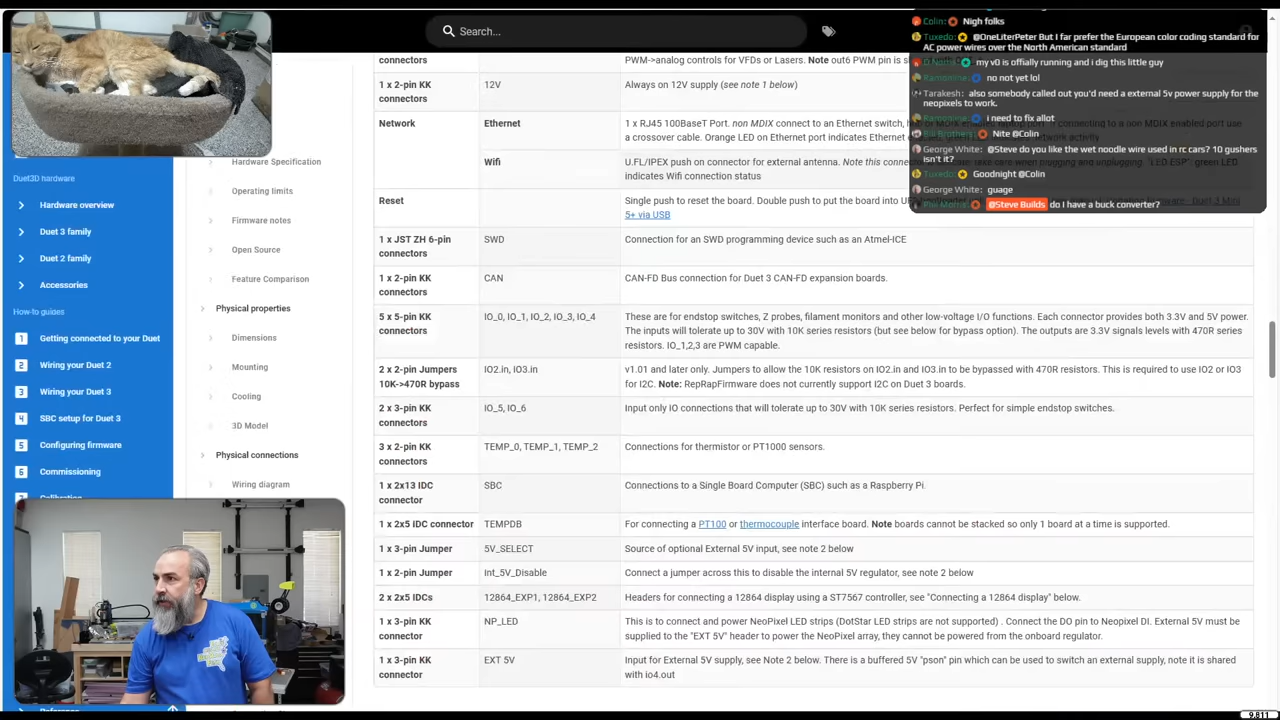 Search...
Colin: Nigh folks
Tuxedo: @OneLiterPeter But I far prefer the European color coding standard for
AC power wires over the North American standard
my v0 is offially running and i dig this little guy
Ramonline: no not yet lol
Tarakesh: also somebody called out you'd need a external 5v power supply for the
neopixels to work.
Ramonline: i need to fix allot
Bill Brothers: Nite @Colin
George White: @Steve do you like the wet noodle wire used in rc cars? 10 gushers
isn't it?
Tuxedo: Goodnight @Colin
George White: guage
Phil Morris: @Steve Builds do I have a buck converter?
Duet3D hardware
Hardware overview
Duet 3 family
Duet 2 family
Accessories
How-to guides
1 Getting connected to your Duet
2 Wiring your Duet 2
3 Wiring your Duet 3
4 SBC setup for Duet 3
5 Configuring firmware
6 Commissioning
7 Calibration
Reference
Hardware Specification
Operating limits
Firmware notes
Open Source
Feature Comparison
Physical properties
Dimensions
Mounting
Cooling
3D Model
Physical connections
Wiring diagram
connectors PWM->analog controls for VFDs or Lasers. Note out6 PWM pin is
1 x 2-pin KK 12V Always on 12V supply (see note 1 below)
connectors
Network Ethernet 1 x RJ45 100BaseT Port. non MDIX connect to an Ethernet switch,
a crossover cable. Orange LED on Ethernet port indicates Ethernet
Wifi U.FL/IPEX push on connector for external antenna. Note this
indicates Wifi connection status
Reset Single push to reset the board. Double push to put the board into
5+ via USB
1 x JST ZH 6-pin SWD Connection for an SWD programming device such as an Atmel-ICE
connectors
1 x 2-pin KK CAN CAN-FD Bus connection for Duet 3 CAN-FD expansion boards.
connectors
5 x 5-pin KK IO_0, IO_1, IO_2, IO_3, IO_4 These are for endstop switches, Z probes, filament monitors and other low-voltage I/O functions. Each connector provides both 3.3V and 5V power.
connectors The inputs will tolerate up to 30V with 10K series resistors (but see below for bypass option). The outputs are 3.3V signals levels with 470R series
resistors. IO_1,2,3 are PWM capable.
2 x 2-pin Jumpers IO2.in, IO3.in v1.01 and later only. Jumpers to allow the 10K resistors on IO2.in and IO3.in to be bypassed with 470R resistors. This is required to use IO2 or IO3
10K->470R bypass for I2C. Note: RepRapFirmware does not currently support I2C on Duet 3 boards.
2 x 3-pin KK IO_5, IO_6 Input only IO connections that will tolerate up to 30V with 10K series resistors. Perfect for simple endstop switches.
connectors
3 x 2-pin KK TEMP_0, TEMP_1, TEMP_2 Connections for thermistor or PT1000 sensors.
connectors
1 x 2x13 IDC SBC Connections to a Single Board Computer (SBC) such as a Raspberry Pi.
connector
1 x 2x5 IDC connector TEMPDB For connecting a PT100 or thermocouple interface board. Note boards cannot be stacked so only 1 board at a time is supported.
1 x 3-pin Jumper 5V_SELECT Source of optional External 5V input, see note 2 below
1 x 2-pin Jumper Int_5V_Disable Connect a jumper across this to disable the internal 5V regulator, see note 2 below
2 x 2x5 IDCs 12864_EXP1, 12864_EXP2 Headers for connecting a 12864 display using a ST7567 controller, see "Connecting a 12864 display" below.
1 x 3-pin KK NP_LED This is to connect and power NeoPixel LED strips (DotStar LED strips are not supported) . Connect the DO pin to Neopixel DI. External 5V must be
connector supplied to the "EXT 5V" header to power the NeoPixel array, they cannot be powered from the onboard regulator.
1 x 3-pin KK EXT 5V Input for External 5V supply, see Note 2 below. There is a buffered 5V "pson" pin which can be used to switch an external supply, note it is shared
connector with io4.out
9,811